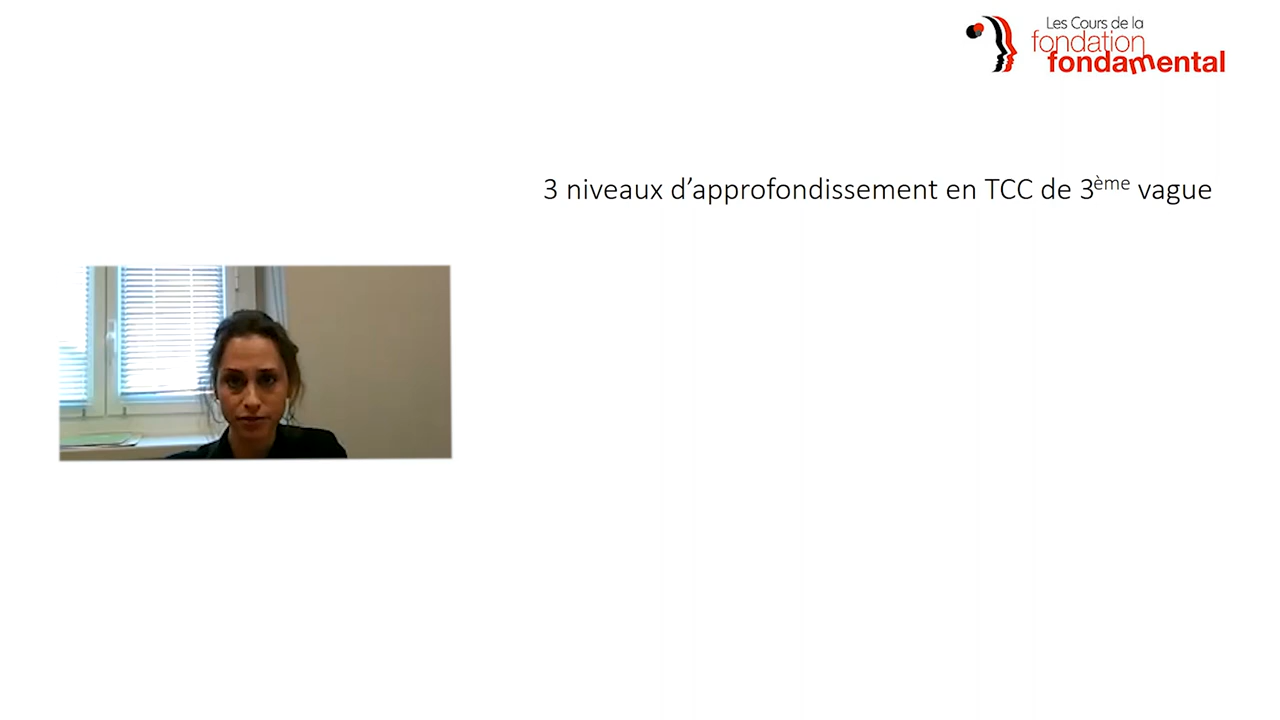 Les Cours de la
fondation
fondamental
3 niveaux d’approfondissement en TCC de 3ème vague